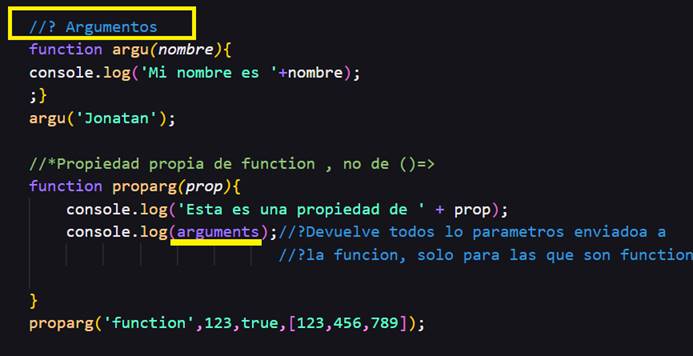 //? Argumentos
function argu(nombre){
console.log('Mi nombre es '+nombre);
;}
argu('Jonatan');
//*Propiedad propia de function , no de ()=>
function proparg(prop){
console.log('Esta es una propiedad de ' + prop);
console.log(arguments);//?Devuelve todos lo parametros enviadoa a
//?la funcion, solo para las que son function
}
proparg('function',123,true,[123,456,789]);